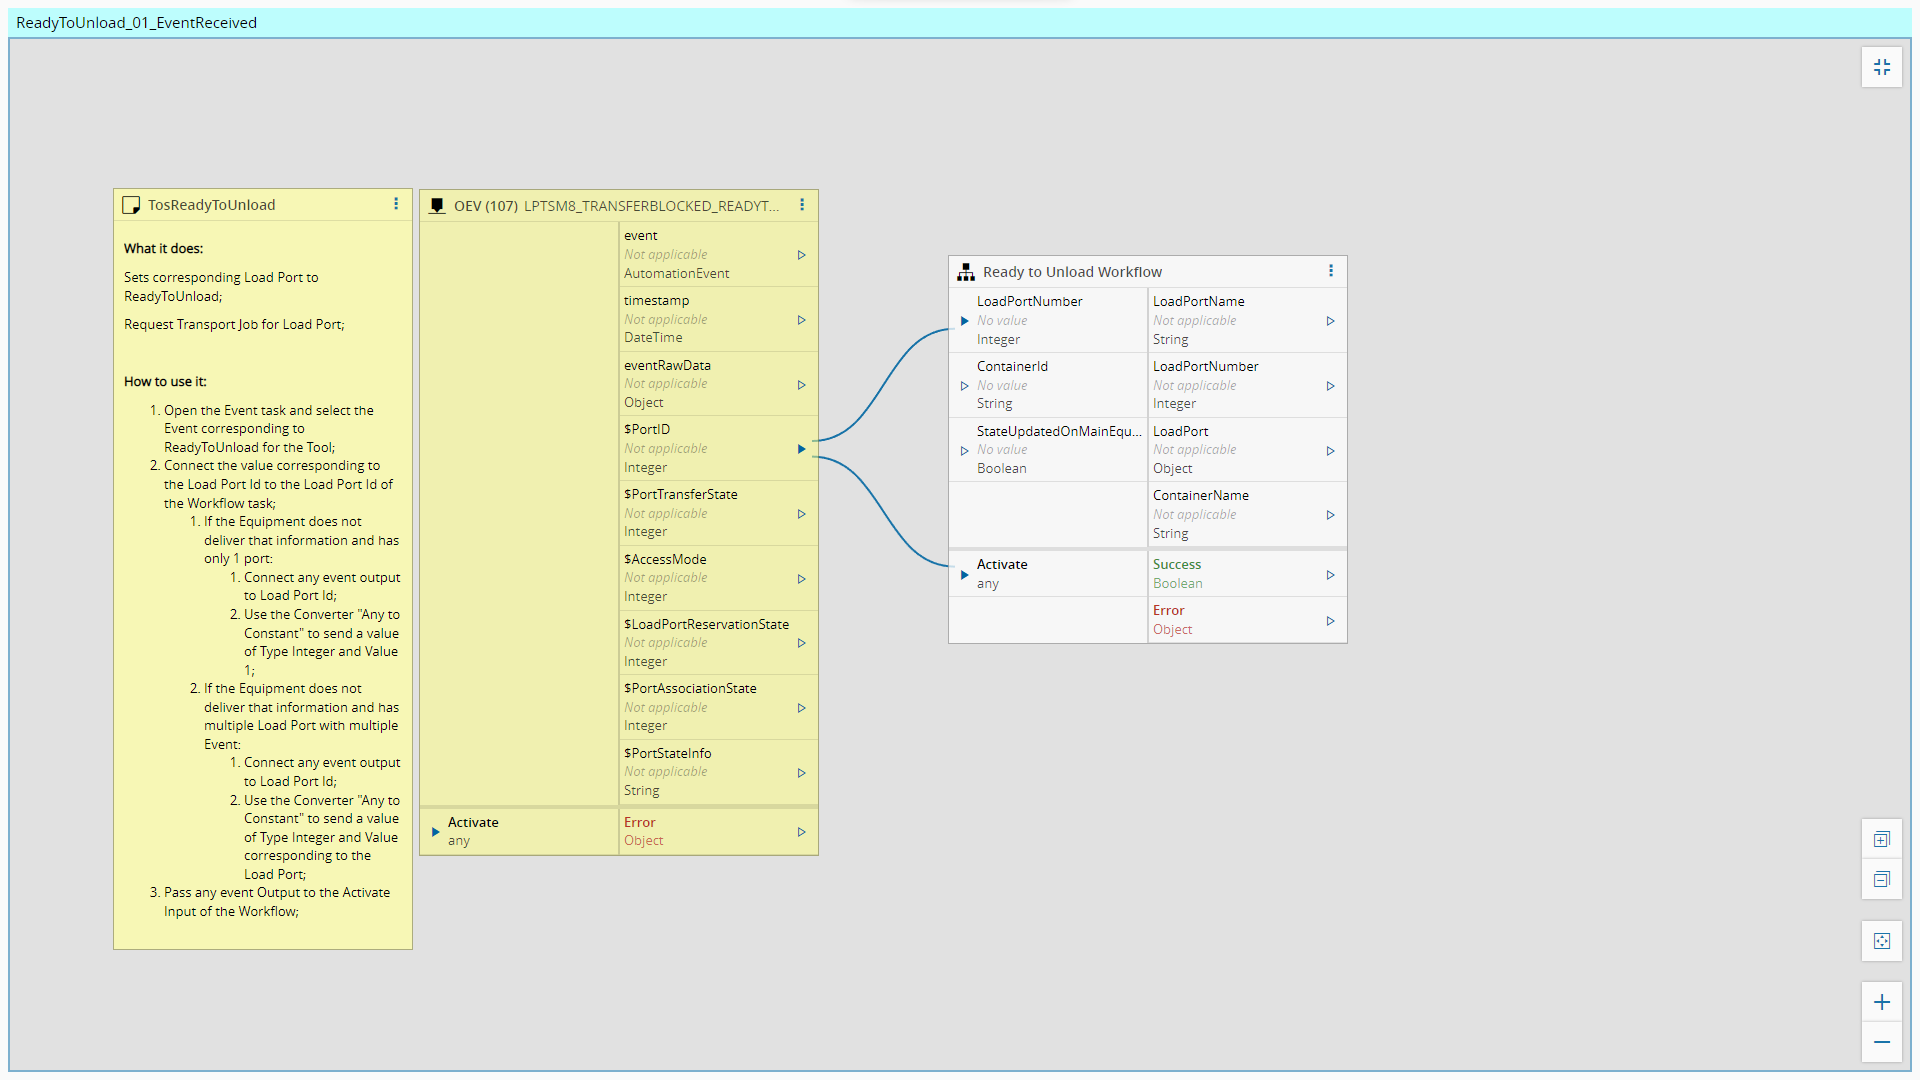 ReadyToUnload_01_EventReceived
TosReadyToUnload
What it does:
Sets corresponding Load Port to
ReadyToUnload;
Request Transport Job for Load Port;
How to use it:
1. Open the Event task and select the
Event corresponding to
ReadyToUnload for the Tool;
2. Connect the value corresponding to
the Load Port Id to the Load Port Id of
the Workflow task;
1. If the Equipment does not
deliver that information and has
only 1 port:
1. Connect any event output
to Load Port Id;
2. Use the Converter "Any to
Constant" to send a value
of Type Integer and Value
1;
2. If the Equipment does not
deliver that information and has
multiple Load Port with multiple
Event:
1. Connect any event output
to Load Port Id;
2. Use the Converter "Any to
Constant" to send a value
of Type Integer and Value
corresponding to the
Load Port;
3. Pass any event Output to the Activate
Input of the Workflow;
OEV (107) LPTSM8_TRANSFERBLOCKED_READYT...
event
Not applicable
AutomationEvent
timestamp
Not applicable
DateTime
eventRawData
Not applicable
Object
$PortID
Not applicable
Integer
$PortTransferState
Not applicable
Integer
$AccessMode
Not applicable
Integer
$LoadPortReservationState
Not applicable
Integer
$PortAssociationState
Not applicable
Integer
$PortStateInfo
Not applicable
String
Activate
any
Error
Object
Ready to Unload Workflow
LoadPortNumber
No value
Integer
ContainerId
No value
String
StateUpdatedOnMainEqu...
No value
Boolean
Activate
any
LoadPortName
Not applicable
String
LoadPortNumber
Not applicable
Integer
LoadPort
Not applicable
Object
ContainerName
Not applicable
String
Success
Boolean
Error
Object